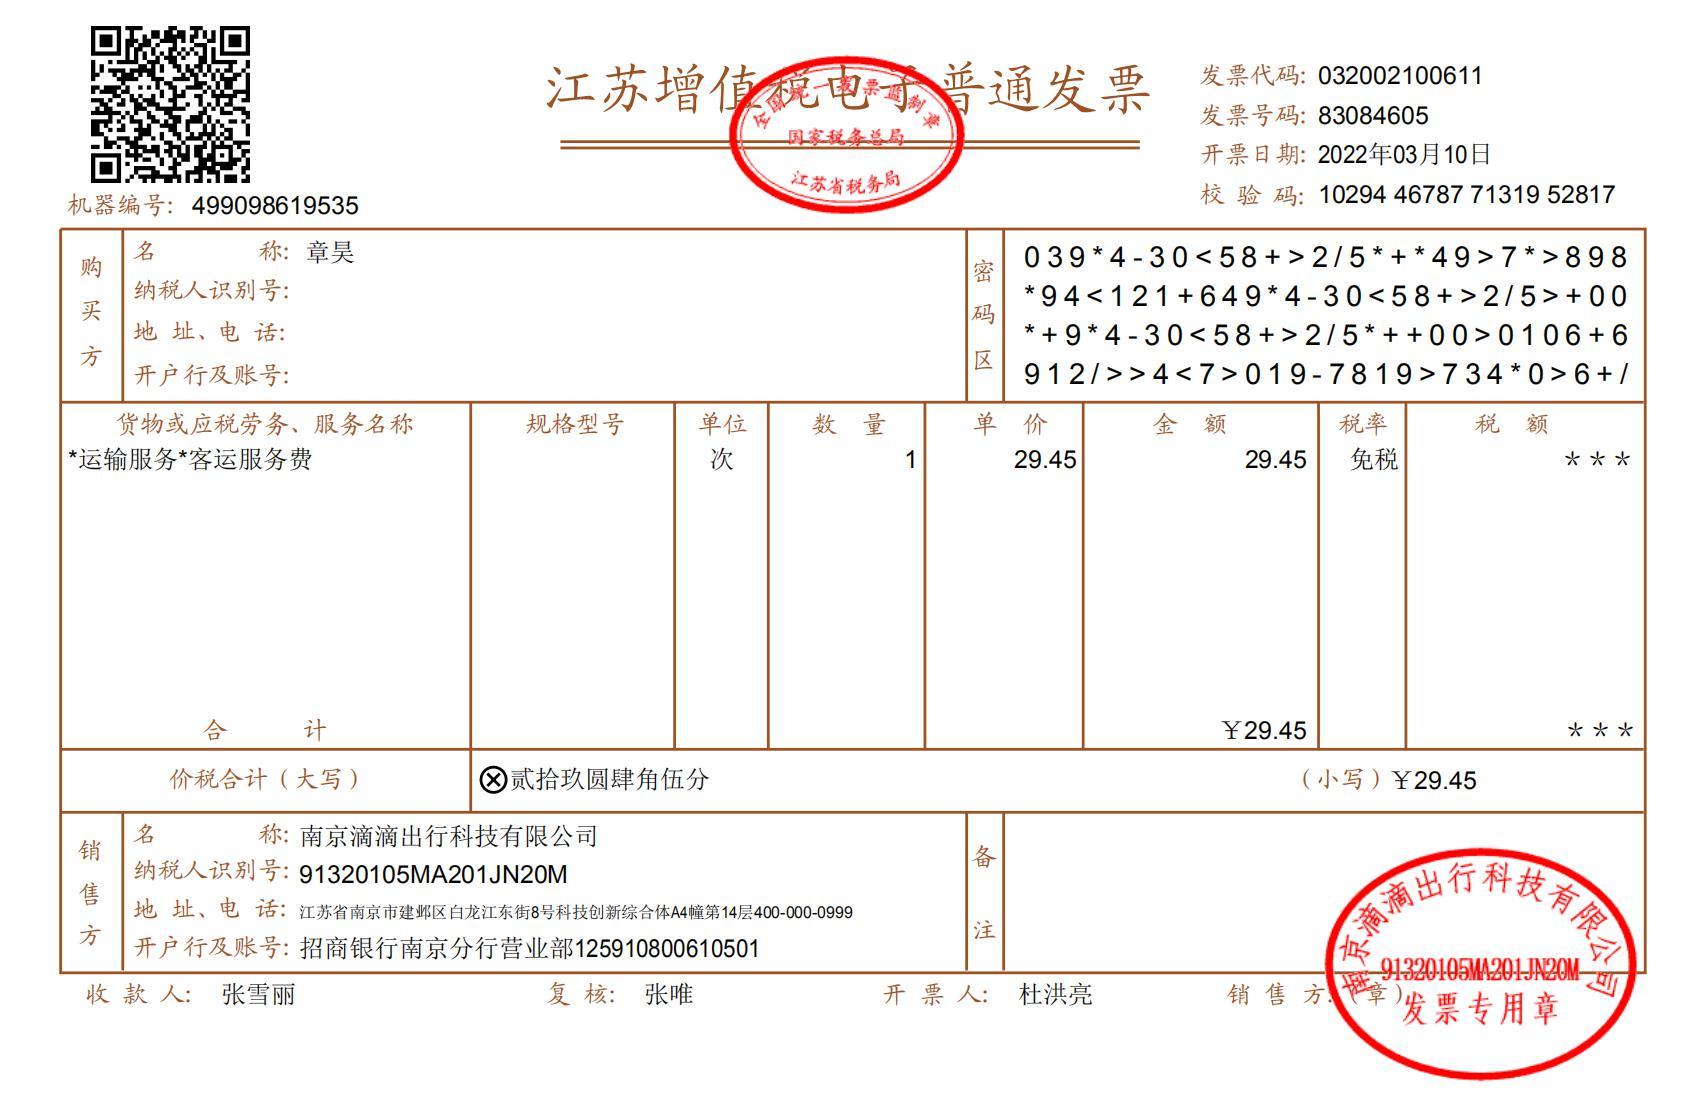 江苏增值税电子普通发票
全国统一发票监制章
国家税务总局
江苏省税务局
发票代码: 032002100611
发票号码: 83084605
开票日期: 2022年03月10日
校 验 码: 10294 46787 71319 52817
机器编号: 499098619535
购买方
名 称: 章昊
纳税人识别号:
地 址、电 话:
开户行及账号:
密码区
039*4-30<58+>2/5*+*49>7*>898
*94<121+649*4-30<58+>2/5>+00
*+9*4-30<58+>2/5*++00>0106+6
912/>>4<7>019-7819>734*0>6+/
货物或应税劳务、服务名称 规格型号 单位 数 量 单 价 金 额 税率 税 额
*运输服务*客运服务费 次 1 29.45 29.45 免税 ***
合 计 ￥29.45 ***
价税合计（大写） ⊗贰拾玖圆肆角伍分 （小写）￥29.45
销售方
名 称: 南京滴滴出行科技有限公司
纳税人识别号: 91320105MA201JN20M
地 址、电 话: 江苏省南京市建邺区白龙江东街8号科技创新综合体A4幢第14层400-000-0999
开户行及账号: 招商银行南京分行营业部125910800610501
备注
收 款 人: 张雪丽 复 核: 张唯 开 票 人: 杜洪亮 销 售 方:（章）
南京滴滴出行科技有限公司
91320105MA201JN20M
发票专用章